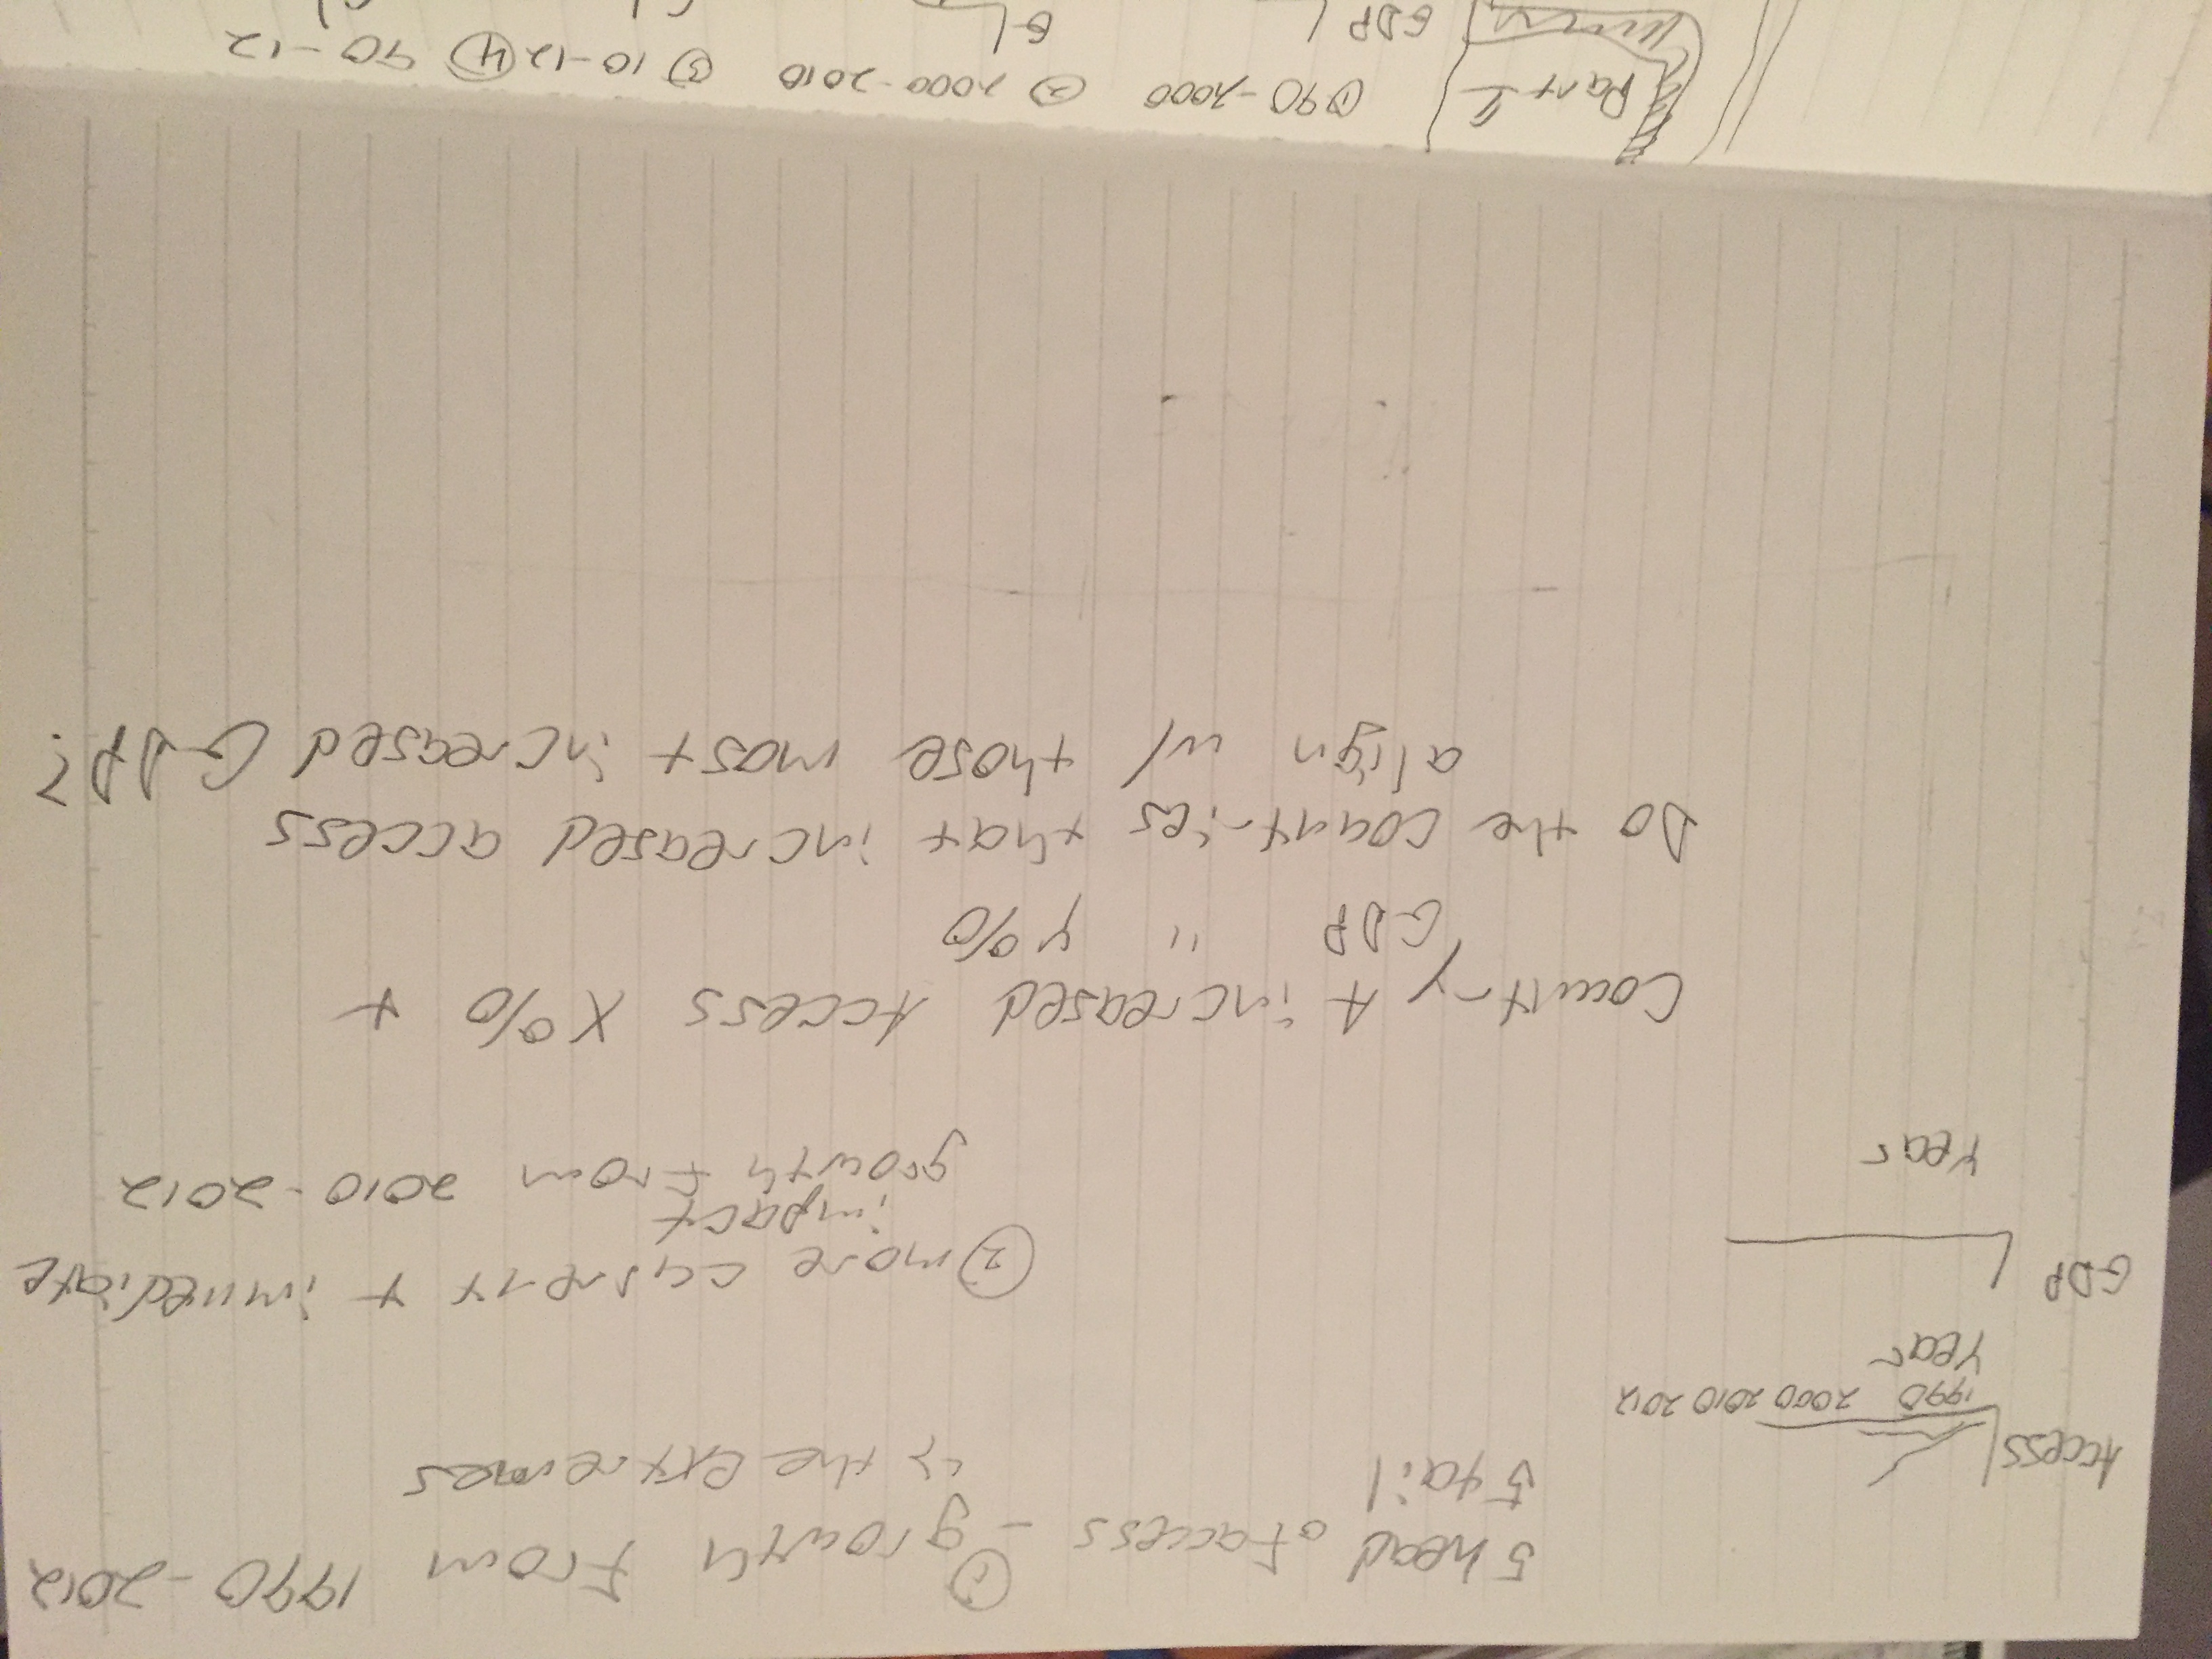 5 head of access - ① growth from 1990-2012
5 tail
↳ the extremes
Access
1990 2000 2010 2012
Year
GDP
Year
② more current + immediate
impact
growth from 2010-2012
Country A increased Access X% +
GDP " Y%
Do the countries that increased access
align w/ those most increased GDP?
Part 1 ① 90-2000 ② 2000-2010 ③ 10-12 ④ 90-12
GDP G